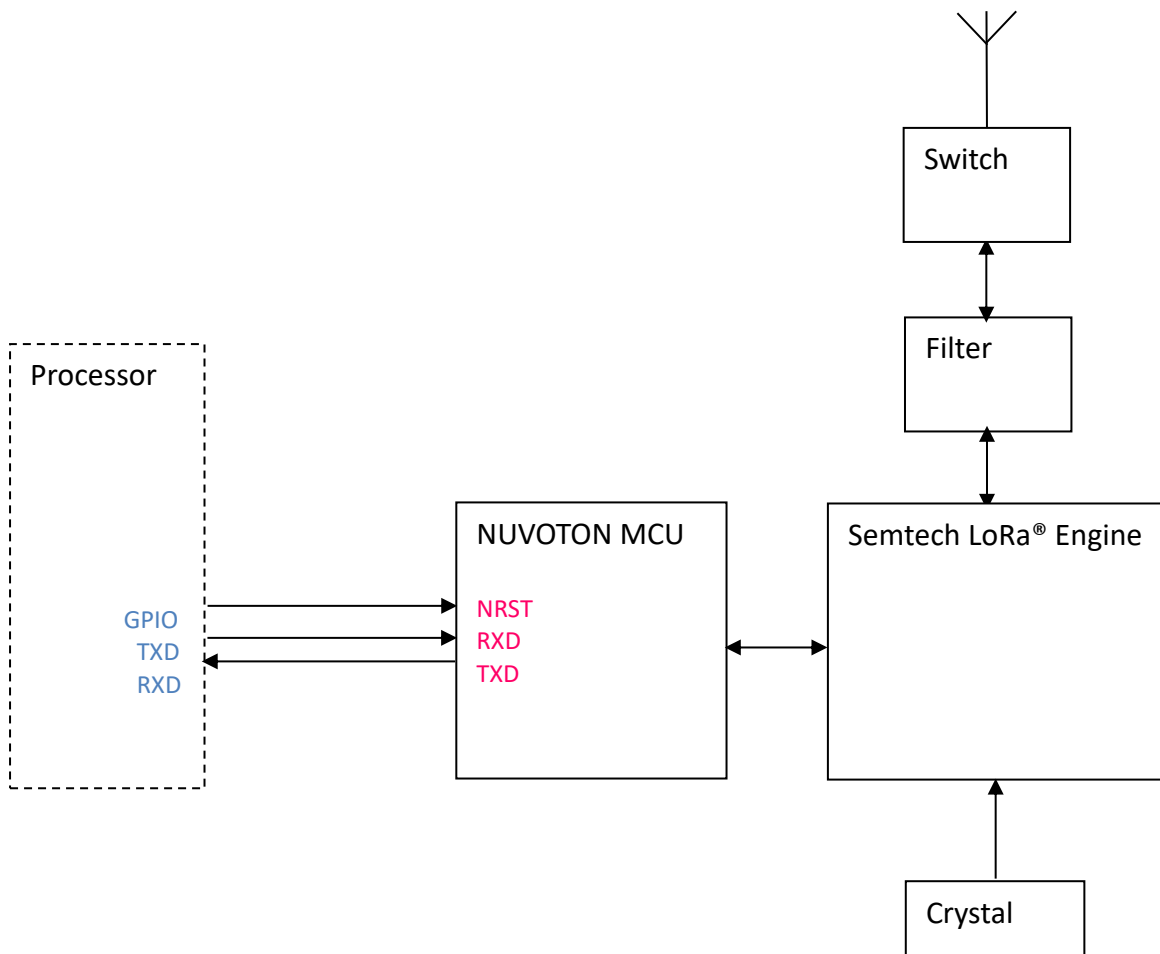 Switch
Filter
Processor
NUVOTON MCU
Semtech LoRa® Engine
GPIO
TXD
RXD
NRST
RXD
TXD
Crystal